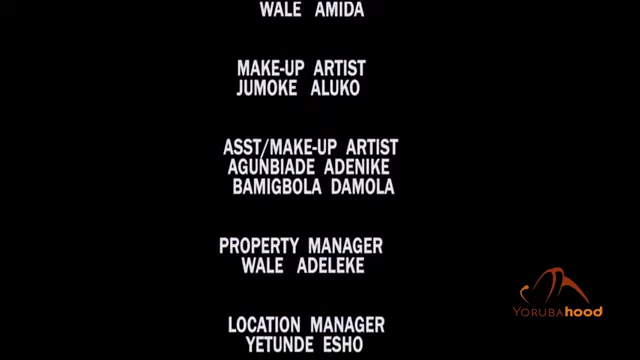 WALE AMIDA
MAKE-UP ARTIST
JUMOKE ALUKO
ASST/MAKE-UP ARTIST
AGUNBIADE ADENIKE
BAMIGBOLA DAMOLA
PROPERTY MANAGER
WALE ADELEKE
LOCATION MANAGER
YETUNDE ESHO
YORUBAhood